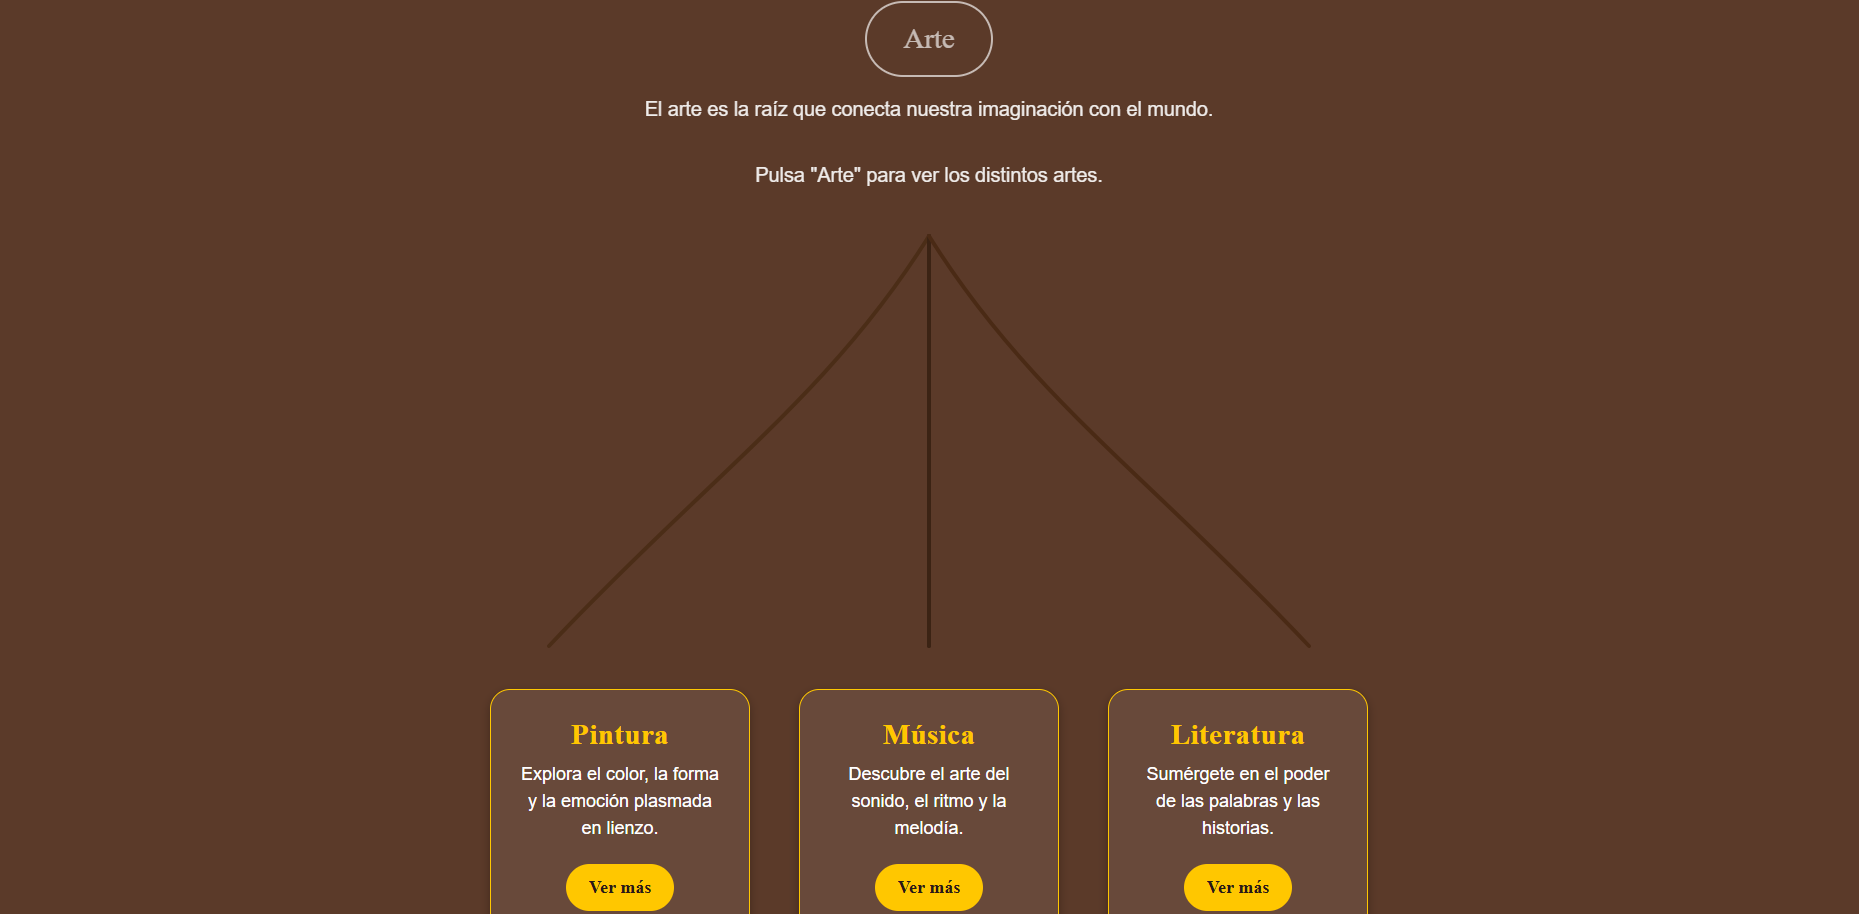 Arte
El arte es la raíz que conecta nuestra imaginación con el mundo.
Pulsa "Arte" para ver los distintos artes.
Pintura
Explora el color, la forma
y la emoción plasmada
en lienzo.
Ver más
Música
Descubre el arte del
sonido, el ritmo y la
melodía.
Ver más
Literatura
Sumérgete en el poder
de las palabras y las
historias.
Ver más